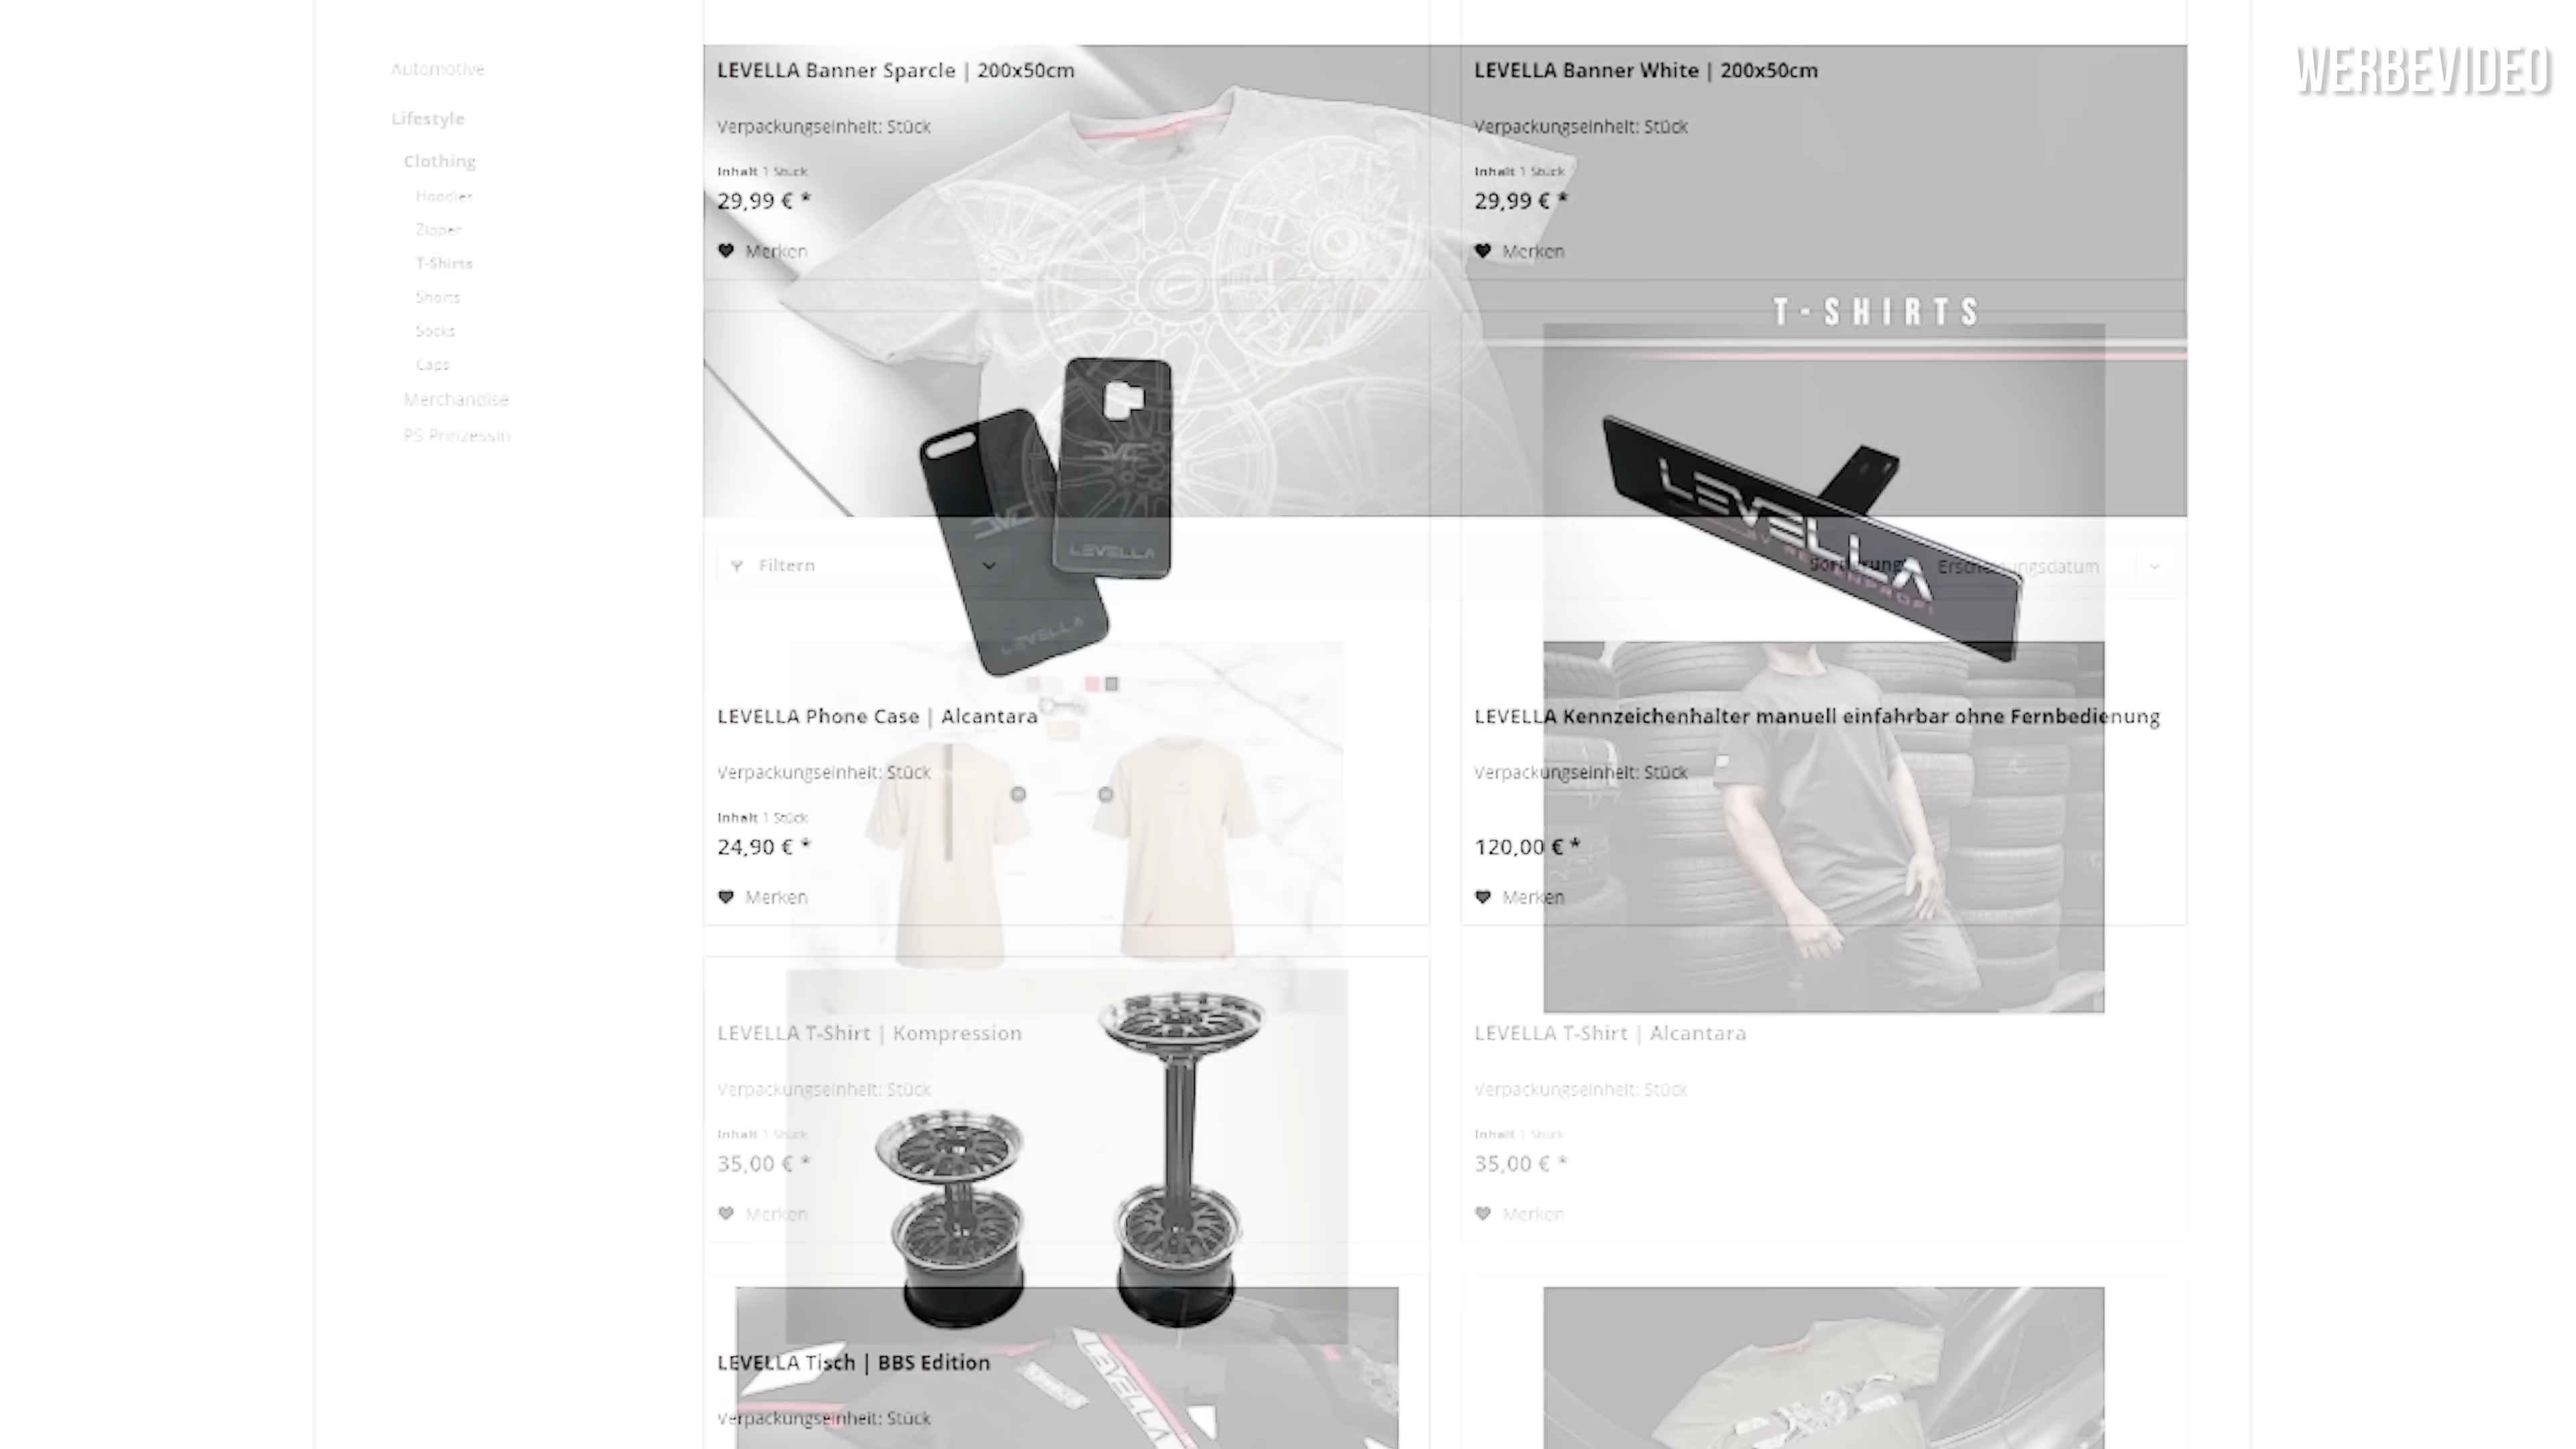 WERBEVIDEO
Automotive
Lifestyle
Clothing
Hoodies
Zipper
T-Shirts
Shorts
Socks
Caps
Merchandise
PS Prinzessin
LEVELLA Banner Sparcle | 200x50cm
Verpackungseinheit: Stück
Inhalt 1 Stück
29,99 € *
Merken
LEVELLA Banner White | 200x50cm
Verpackungseinheit: Stück
Inhalt 1 Stück
29,99 € *
Merken
T-SHIRTS
LEVELLA
LEVELLA
LEVELLA
Filtern
Sortierung:
Erscheinungsdatum
LEVELLA Phone Case | Alcantara
Verpackungseinheit: Stück
Inhalt 1 Stück
24,90 € *
Merken
LEVELLA Kennzeichenhalter manuell einfahrbar ohne Fernbedienung
Verpackungseinheit: Stück
120,00 € *
Merken
LEVELLA T-Shirt | Kompression
Verpackungseinheit: Stück
Inhalt 1 Stück
35,00 € *
Merken
LEVELLA T-Shirt | Alcantara
Verpackungseinheit: Stück
Inhalt 1 Stück
35,00 € *
Merken
LEVELLA Tisch | BBS Edition
Verpackungseinheit: Stück
LEVELLA